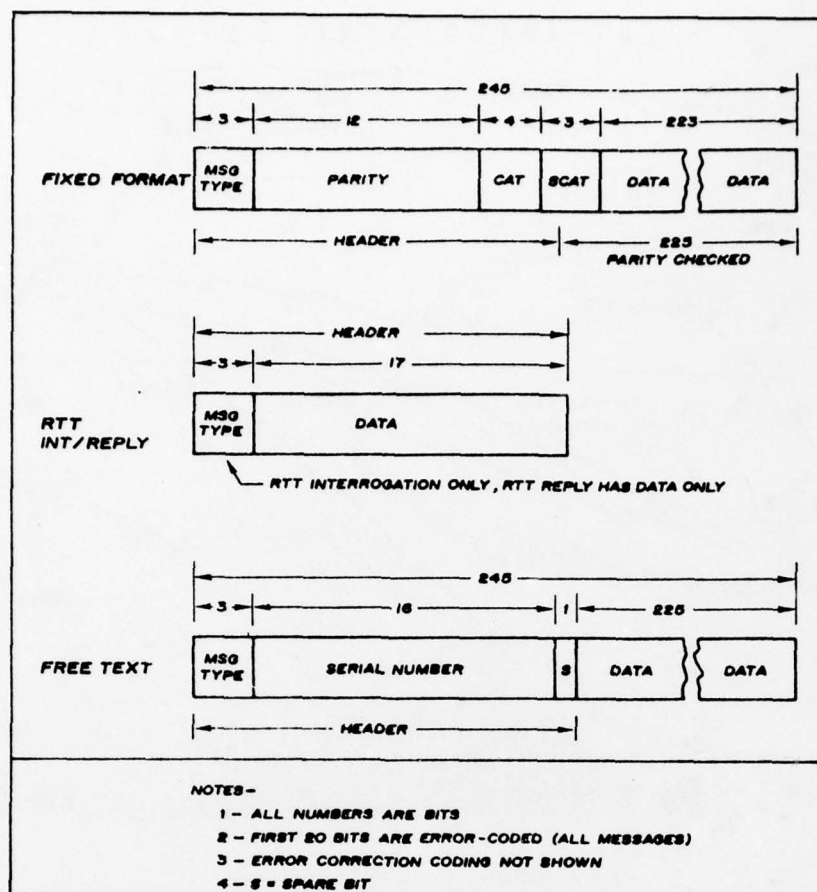 245
3 12 4 3 223
FIXED FORMAT MSG TYPE PARITY CAT SCAT DATA DATA
HEADER 225
PARITY CHECKED
HEADER
3 17
RTT INT/REPLY MSG TYPE DATA
RTT INTERROGATION ONLY, RTT REPLY HAS DATA ONLY
245
3 16 1 225
FREE TEXT MSG TYPE SERIAL NUMBER S DATA DATA
HEADER
NOTES-
1 - ALL NUMBERS ARE BITS
2 - FIRST 20 BITS ARE ERROR-CODED (ALL MESSAGES)
3 - ERROR CORRECTION CODING NOT SHOWN
4 - S = SPARE BIT